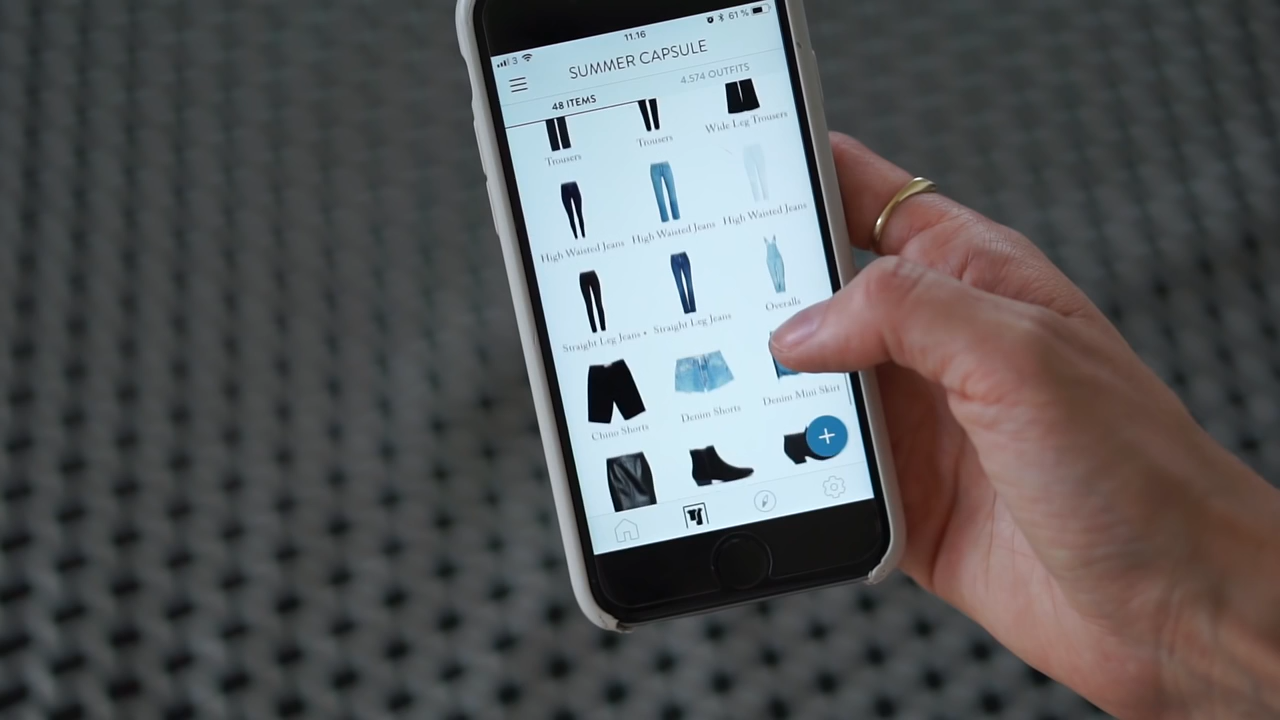 3
11.16
61 %
SUMMER CAPSULE
48 ITEMS
4.574 OUTFITS
Trousers
Trousers
Wide Leg Trousers
High Waisted Jeans
High Waisted Jeans
High Waisted Jeans
Straight Leg Jeans •
Straight Leg Jeans
Overalls
Chino Shorts
Denim Shorts
Denim Mini Skirt
+